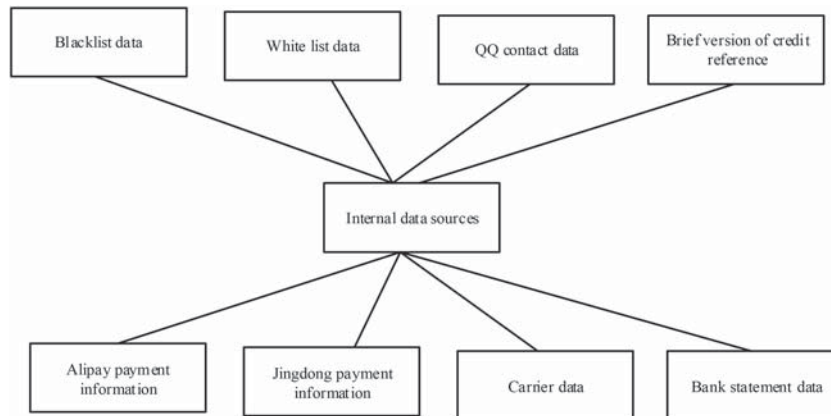 Blacklist data
White list data
QQ contact data
Brief version of credit
reference
Internal data sources
Alipay payment
information
Jingdong payment
information
Carrier data
Bank statement data